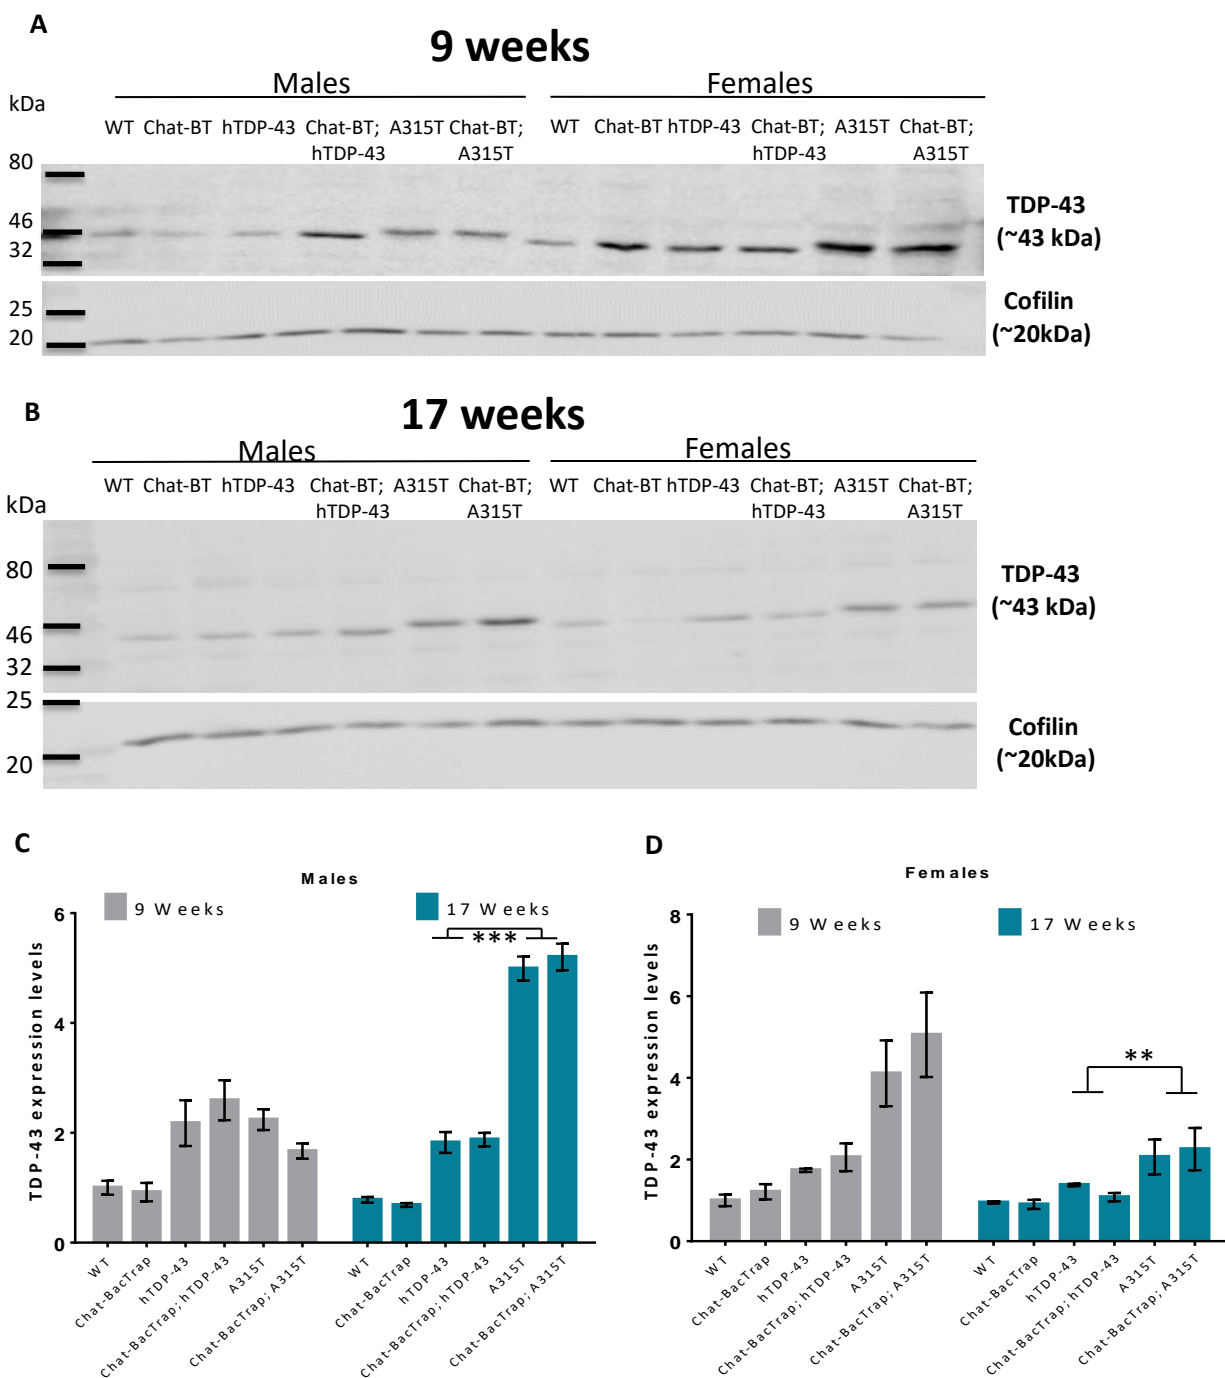 A
9 weeks
Males
Females
kDa
WT Chat-BT hTDP-43 Chat-BT; A315T Chat-BT;
hTDP-43 A315T
WT Chat-BT hTDP-43 Chat-BT; A315T Chat-BT;
hTDP-43 A315T
80
46
32
TDP-43
(~43 kDa)
25
20
Cofilin
(~20kDa)
B
17 weeks
Males
Females
kDa
WT Chat-BT hTDP-43 Chat-BT; A315T Chat-BT;
hTDP-43 A315T
WT Chat-BT hTDP-43 Chat-BT; A315T Chat-BT;
hTDP-43 A315T
80
46
32
25
20
TDP-43
(~43 kDa)
Cofilin
(~20kDa)
C
Males
9 Weeks
17 Weeks
***
TDP-43 expression levels
6
4
2
0
WT
Chat-BacTrap
hTDP-43
Chat-BacTrap; hTDP-43
A315T
Chat-BacTrap; A315T
WT
Chat-BacTrap
hTDP-43
Chat-BacTrap; hTDP-43
A315T
Chat-BacTrap; A315T
D
Females
9 Weeks
17 Weeks
**
TDP-43 expression levels
8
6
4
2
0
WT
Chat-BacTrap
hTDP-43
Chat-BacTrap; hTDP-43
A315T
Chat-BacTrap; A315T
WT
Chat-BacTrap
hTDP-43
Chat-BacTrap; hTDP-43
A315T
Chat-BacTrap; A315T